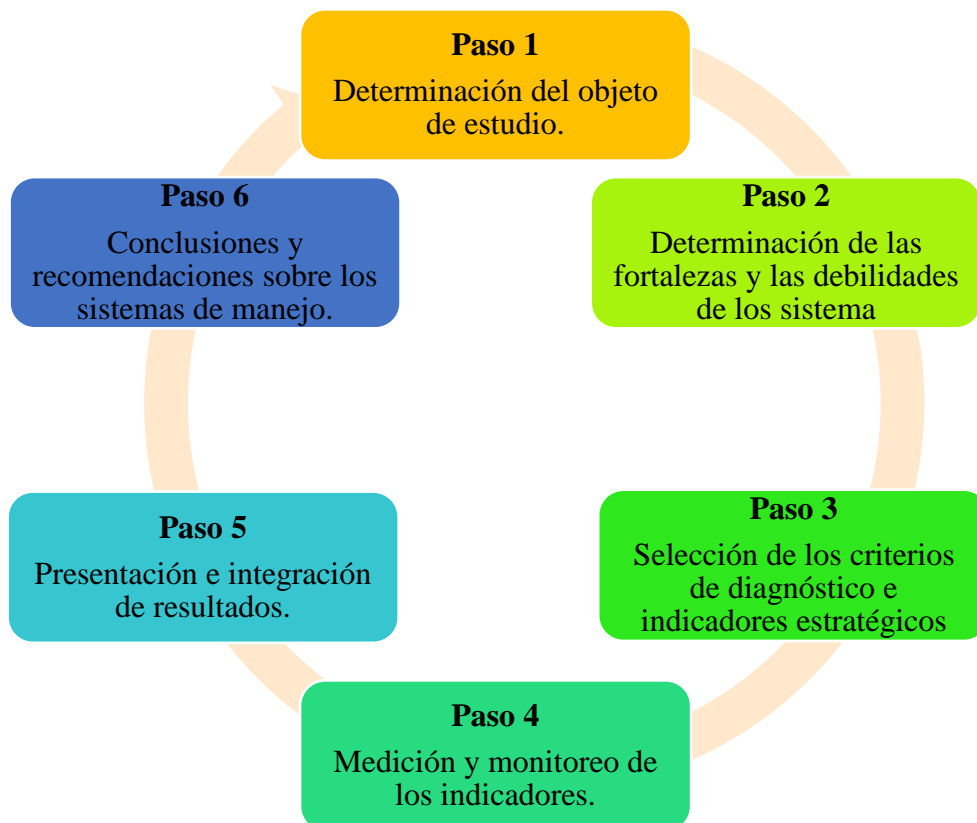 Paso 1
Determinación del objeto
de estudio.
Paso 2
Determinación de las
fortalezas y las debilidades
de los sistema
Paso 3
Selección de los criterios
de diagnóstico e
indicadores estratégicos
Paso 4
Medición y monitoreo de
los indicadores.
Paso 5
Presentación e integración
de resultados.
Paso 6
Conclusiones y
recomendaciones sobre los
sistemas de manejo.